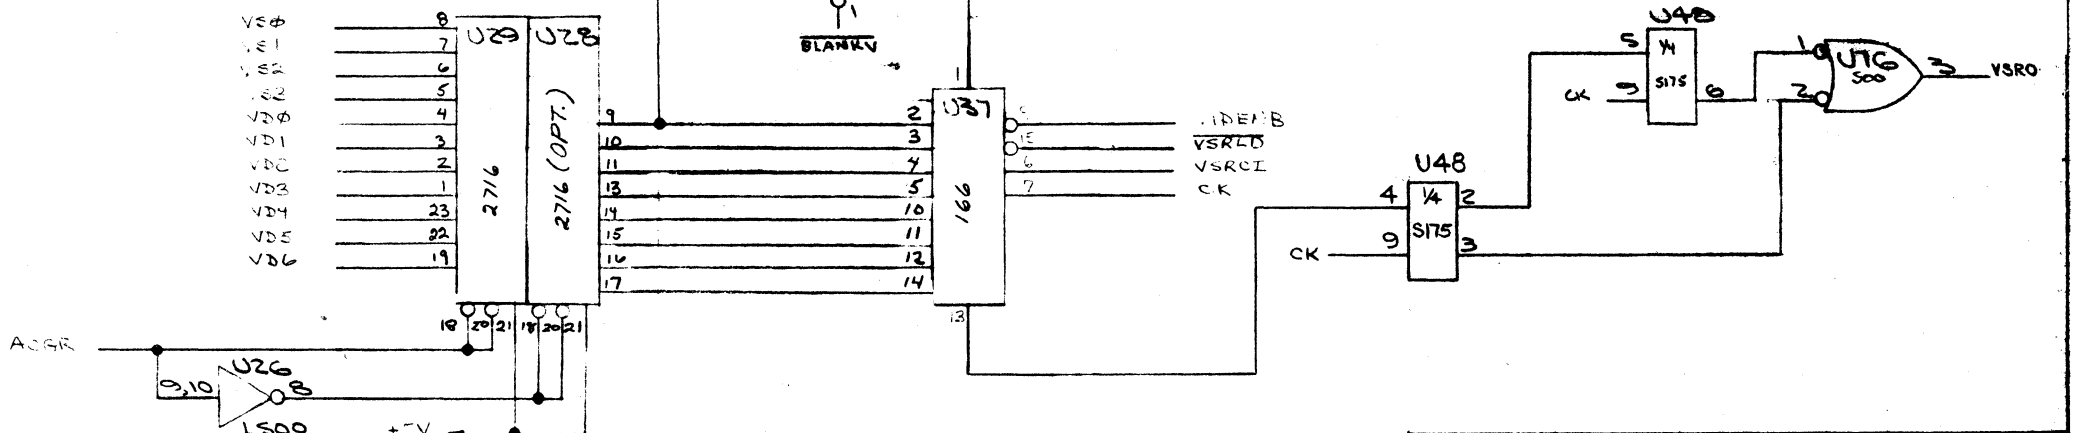 VSØ 8
7
6
5
VDØ 4
VD1 3
VD2 2
VD3 1
VD4 23
VD5 22
VD6 19
U29 U28
2716
2716 (OPT.)
9
10
11
13
14
15
16
17
18 20 21 18 20 21
U26
9,10 8
LS00
1
BLANKV
1
U37
166
2
3
4
5
10
11
12
14
13
15 VSRLD
6 VSRCI
7 CK
U48
4 1/4 2
S175
CK 9 3
U48
5 1/4
S175
CK 9 6
1
2
U76
S00
3 VSRO